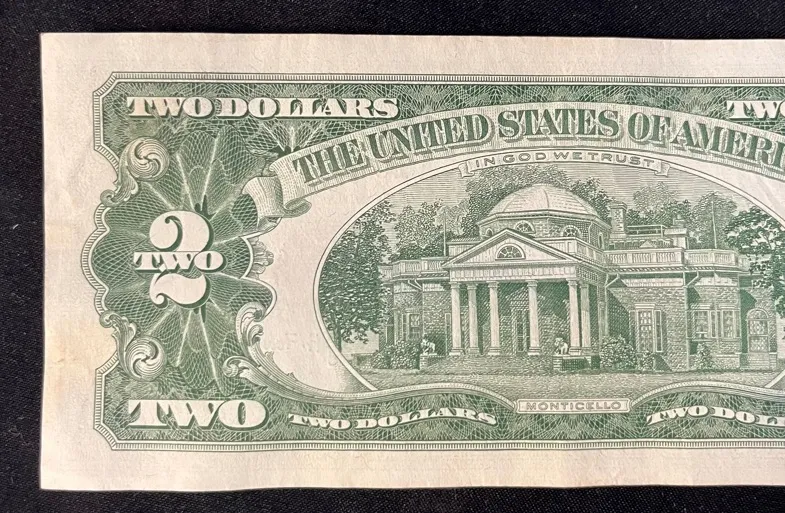 TWO DOLLARS TWO
THE UNITED STATES OF AMERI
IN GOD WE TRUST
2
TWO
TWO
TWO DOLLARS
MONTICELLO
TWO DOL